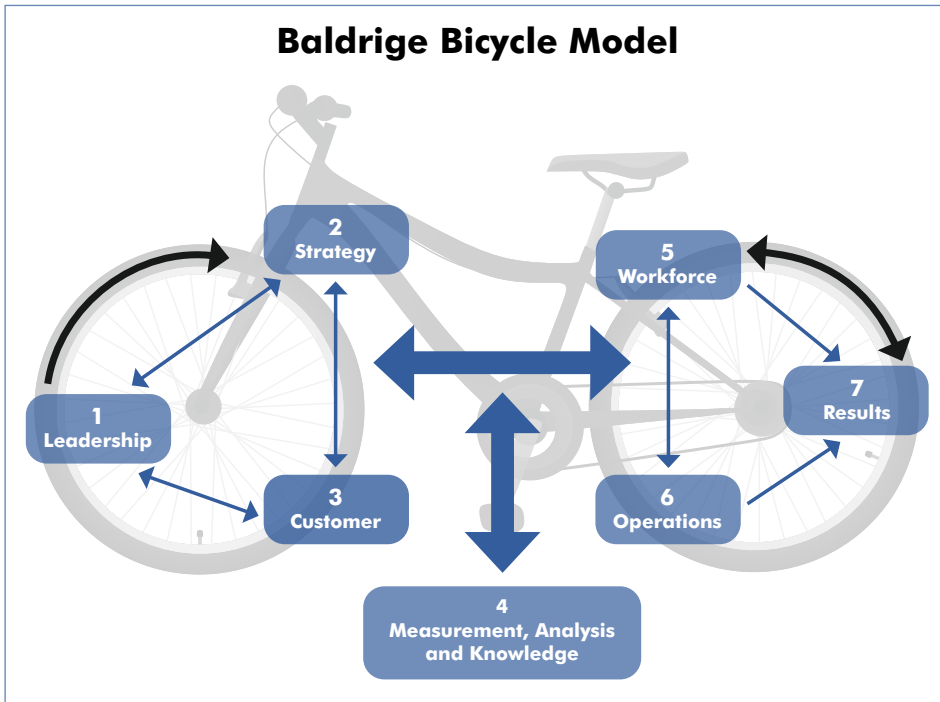 Baldrige Bicycle Model
1
Leadership
2
Strategy
3
Customer
4
Measurement, Analysis
and Knowledge
5
Workforce
6
Operations
7
Results